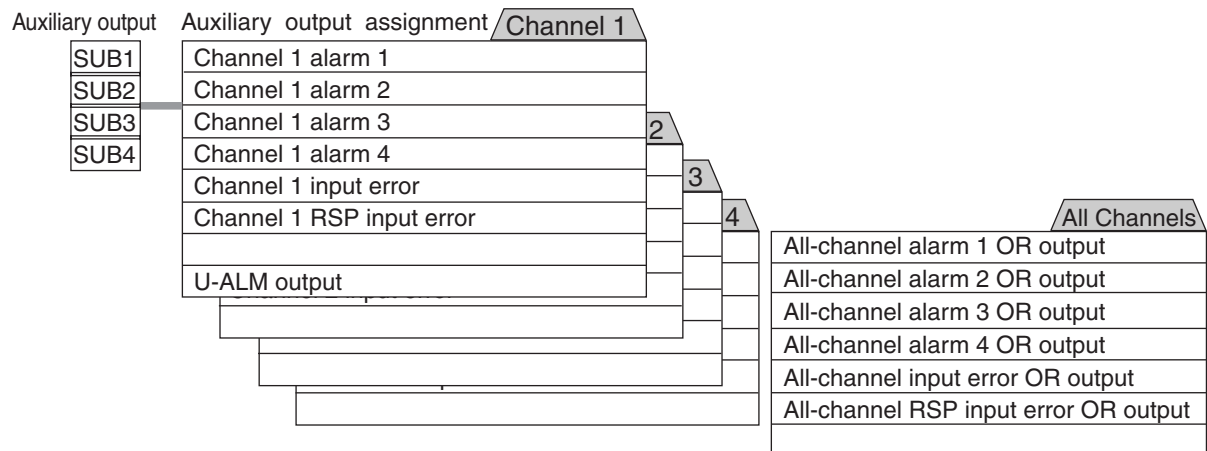 Auxiliary output
SUB1
SUB2
SUB3
SUB4
Auxiliary output assignment
Channel 1
Channel 1 alarm 1
Channel 1 alarm 2
Channel 1 alarm 3
Channel 1 alarm 4
Channel 1 input error
Channel 1 RSP input error
U-ALM output
2
3
4
All Channels
All-channel alarm 1 OR output
All-channel alarm 2 OR output
All-channel alarm 3 OR output
All-channel alarm 4 OR output
All-channel input error OR output
All-channel RSP input error OR output